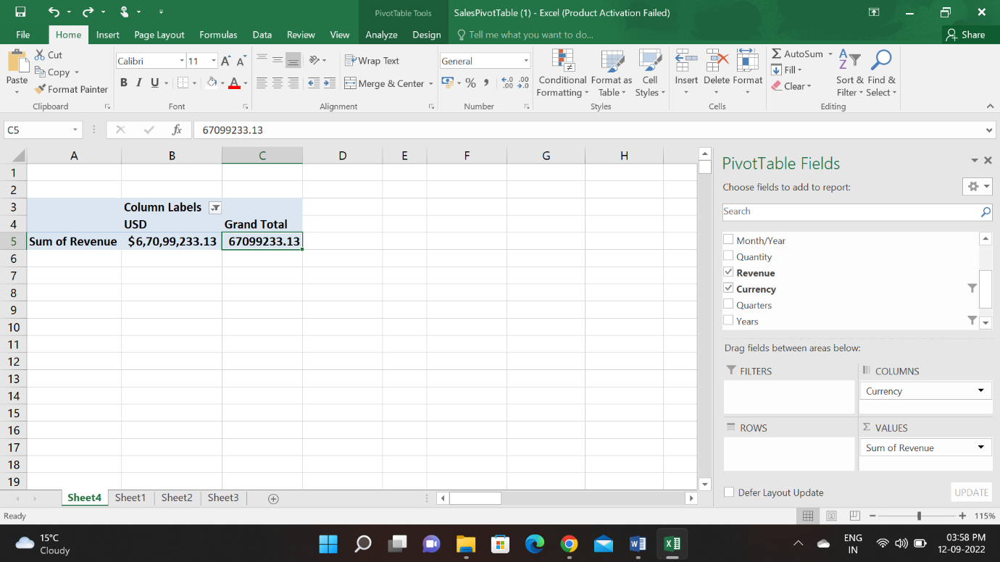 PivotTable Tools
SalesPivotTable (1) - Excel (Product Activation Failed)
File Home Insert Page Layout Formulas Data Review View Analyze Design Tell me what you want to do... Share
Paste
Cut
Copy
Format Painter
Calibri 11
B I U
Wrap Text
Merge & Center
General
Conditional Formatting
Format as Table
Cell Styles
Insert Delete Format
AutoSum
Fill
Clear
Sort & Filter
Find & Select
Clipboard Font Alignment Number Styles Cells Editing
C5 fx 67099233.13
A B C D E F G H
1
2
3 Column Labels
4 USD Grand Total
5 Sum of Revenue $6,70,99,233.13 67099233.13
6
7
8
9
10
11
12
13
14
15
16
17
18
19
PivotTable Fields
Choose fields to add to report:
Search
Month/Year
Quantity
Revenue
Currency
Quarters
Years
Drag fields between areas below:
FILTERS
COLUMNS
Currency
ROWS
Σ VALUES
Sum of Revenue
Defer Layout Update UPDATE
Sheet4 Sheet1 Sheet2 Sheet3
Ready 115%
15°C
Cloudy
ENG
IN
03:58 PM
12-09-2022